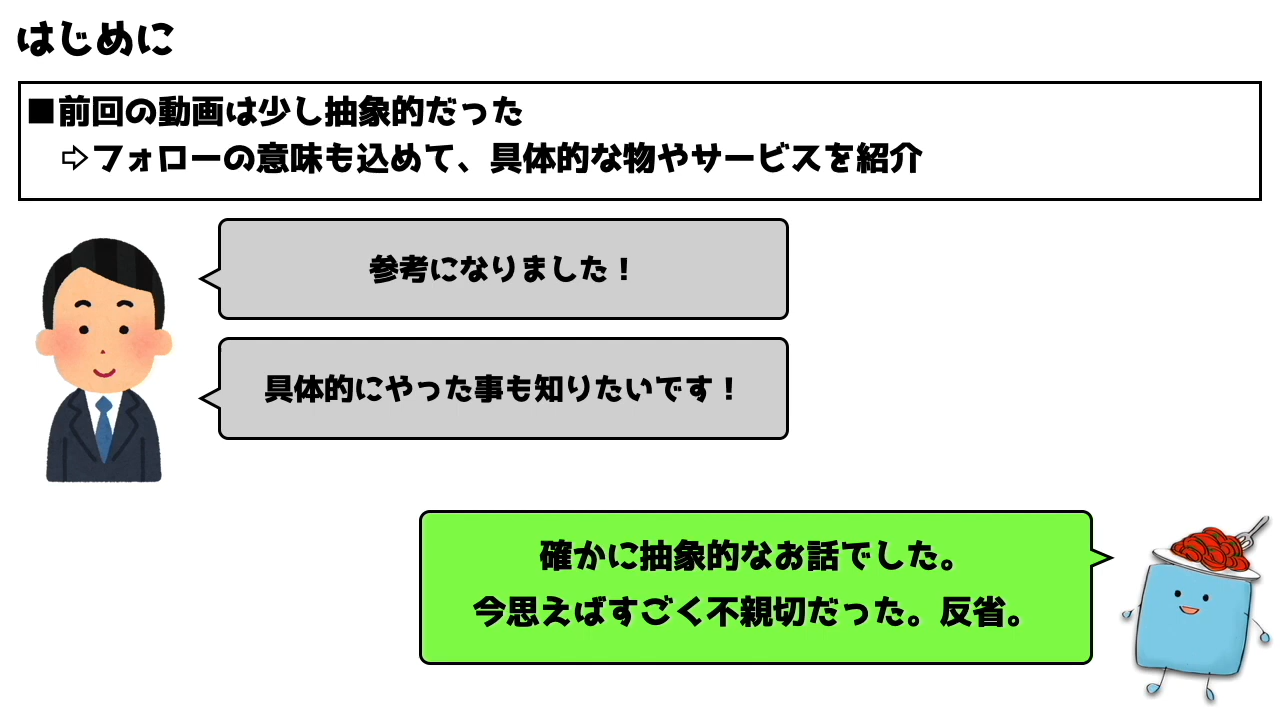 はじめに
■前回の動画は少し抽象的だった
⇨フォローの意味も込めて、具体的な物やサービスを紹介
参考になりました！
具体的にやった事も知りたいです！
確かに抽象的なお話でした。
今思えばすごく不親切だった。反省。